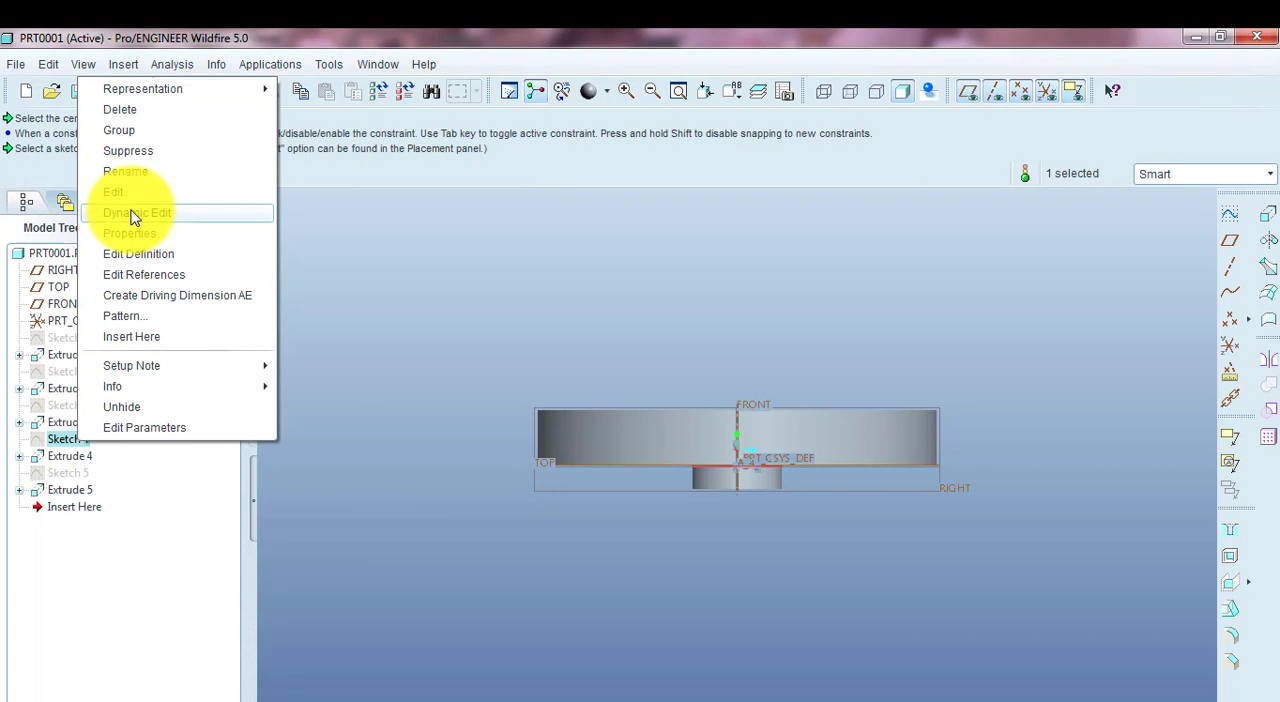 PRT0001 (Active) - Pro/ENGINEER Wildfire 5.0
File Edit View Insert Analysis Info Applications Tools Window Help
Select the cen
When a const
k/disable/enable the constraint. Use Tab key to toggle active constraint. Press and hold Shift to disable snapping to new constraints.
Select a sketc
t" option can be found in the Placement panel.)
1 selected
Smart
Representation
Delete
Group
Suppress
Rename
Edit
Dynamic Edit
Properties
Edit Definition
Edit References
Create Driving Dimension AE
Pattern...
Insert Here
Setup Note
Info
Unhide
Edit Parameters
Model Tree
PRT0001.P
RIGH
TOP
FRON
PRT_C
Sketch
Extrude
Sketch
Extrude
Sketch
Extrude
Sketch 4
Extrude 4
Sketch 5
Extrude 5
Insert Here
FRONT
PRT_CSYS_DEF
TOP
A_4
RIGHT